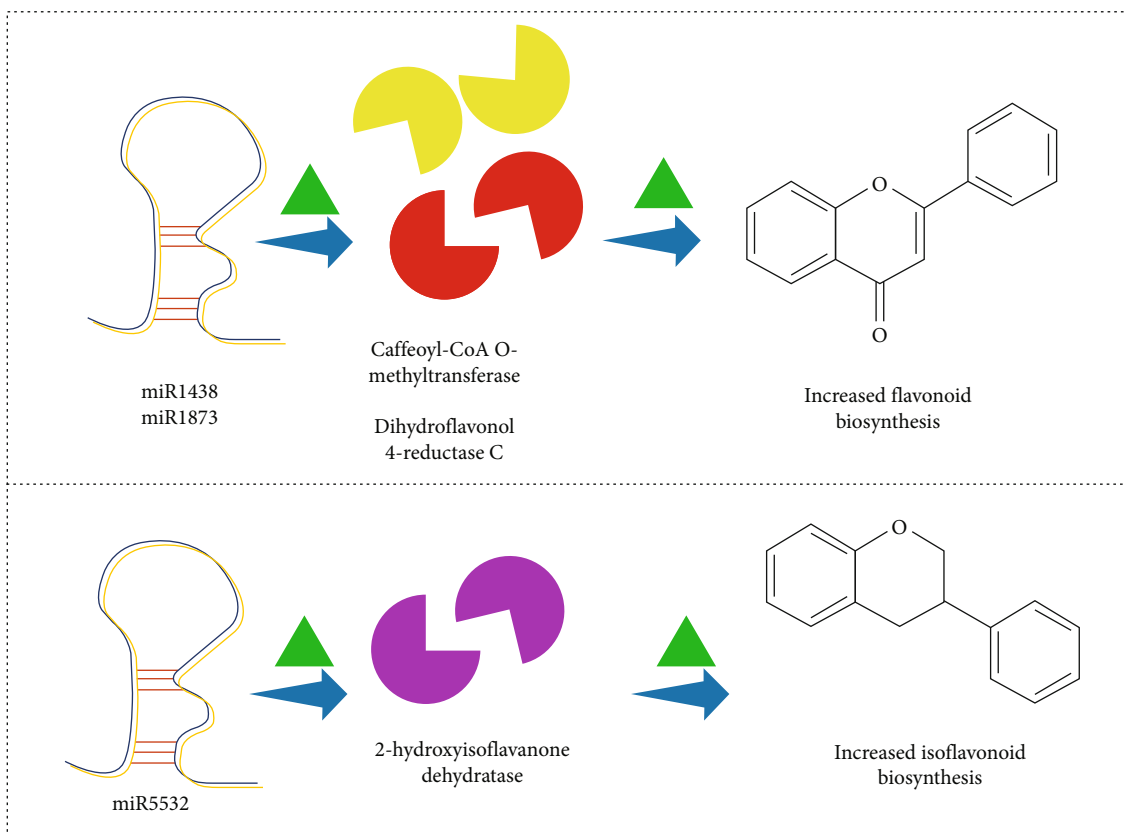 miR1438
miR1873
Caffeoyl-CoA O-
methyltransferase
Dihydroflavonol
4-reductase C
O
O
Increased flavonoid
biosynthesis
miR5532
2-hydroxyisoflavanone
dehydratase
O
Increased isoflavonoid
biosynthesis